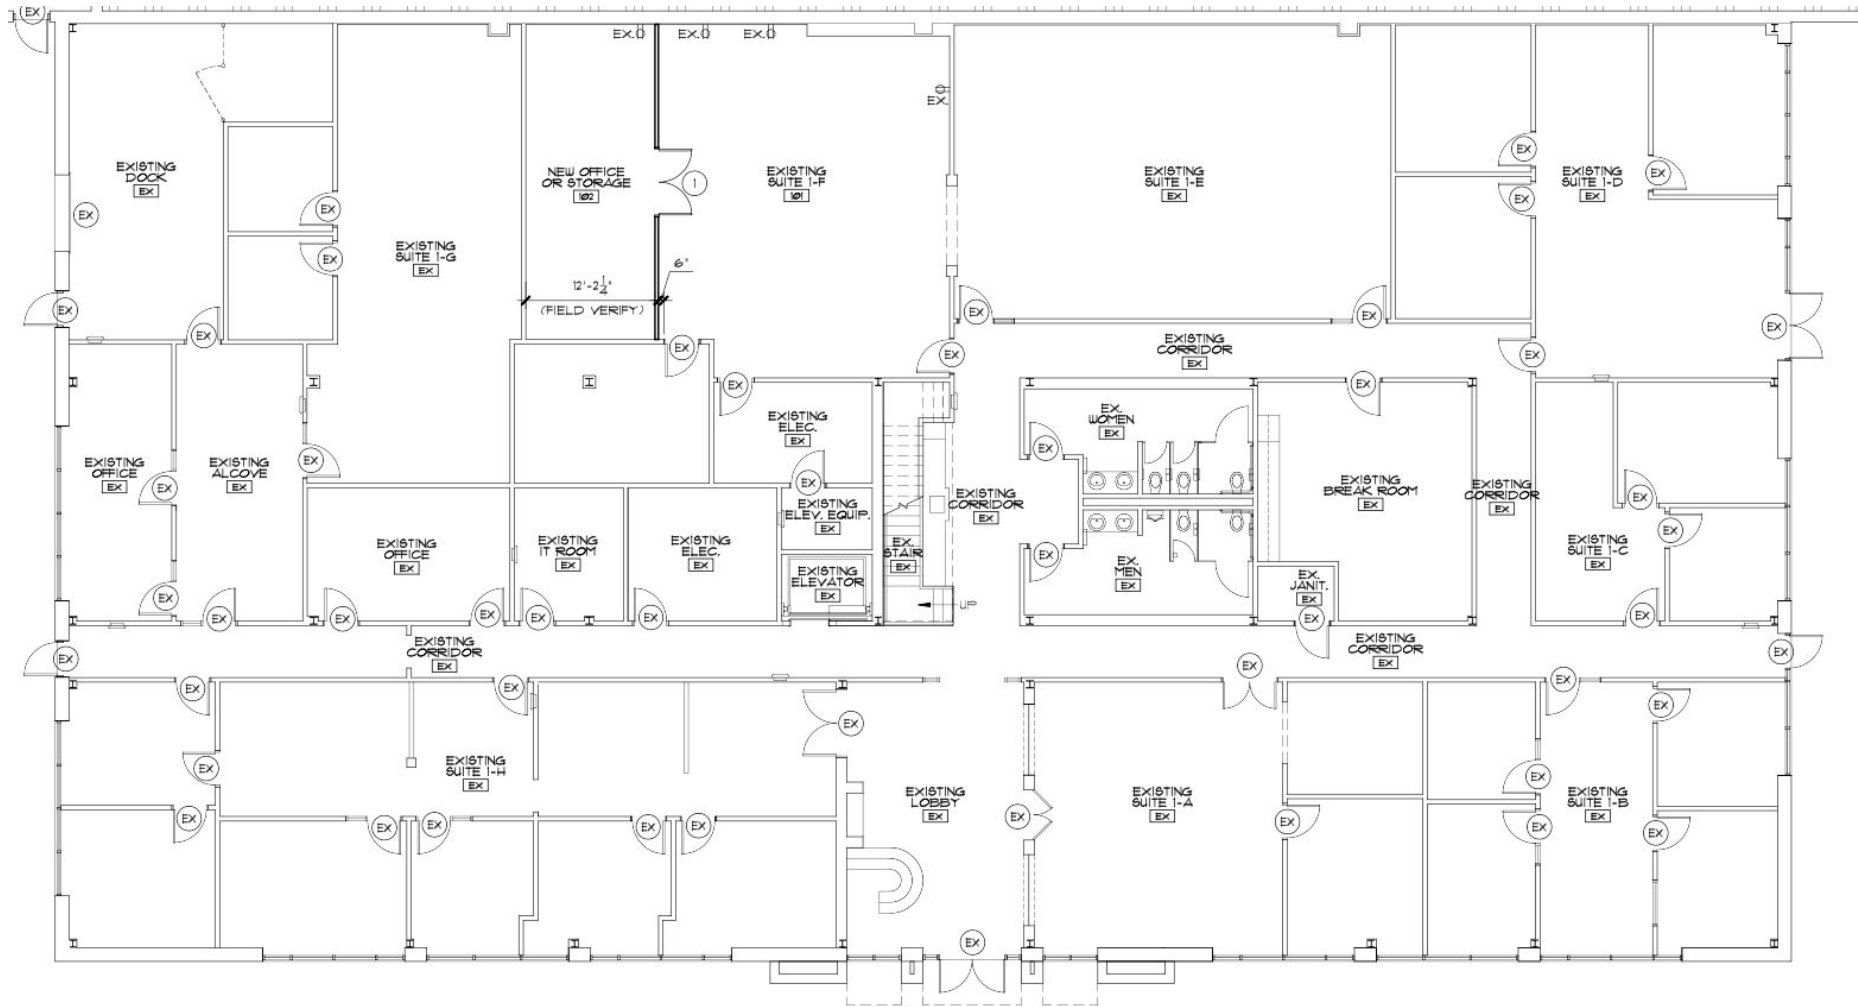 EX
EX.
EX.
EX.
EX.
EXISTING
DOCK
EX
EX
EX
EX
EX
EX
EXISTING
SUITE 1-G
EX
NEW OFFICE
OR STORAGE
102
1
EXISTING
SUITE 1-F
101
6"
12'-2 1/4"
(FIELD VERIFY)
EX
EX
EXISTING
SUITE 1-E
EX
EX
EX
EX
EX
EX
EXISTING
SUITE 1-D
EX
EX
EX
EX
EXISTING
CORRIDOR
EX
EXISTING
OFFICE
EX
EX
EX
EXISTING
ALCOVE
EX
EX
EX
EXISTING
OFFICE
EX
EX
EX
EXISTING
IT ROOM
EX
EX
EXISTING
ELEC.
EX
EX
EXISTING
ELEC.
EX
EX
EXISTING
ELEV. EQUIP.
EX
EXISTING
ELEVATOR
EX
EX.
STAIR
EX
UP
EXISTING
CORRIDOR
EX
EX.
WOMEN
EX
EX
EX
EX.
MEN
EX
EX
EXISTING
BREAK ROOM
EX
EX.
JANIT.
EX
EX
EXISTING
CORRIDOR
EX
EXISTING
SUITE 1-C
EX
EX
EX
EX
EX
EXISTING
CORRIDOR
EX
EXISTING
CORRIDOR
EX
EX
EX
EX
EX
EX
EX
EXISTING
SUITE 1-H
EX
EX
EX
EX
EX
EX
EXISTING
LOBBY
EX
EX
EX
EXISTING
SUITE 1-A
EX
EX
EX
EX
EX
EX
EX
EXISTING
SUITE 1-B
EX
EX
EX